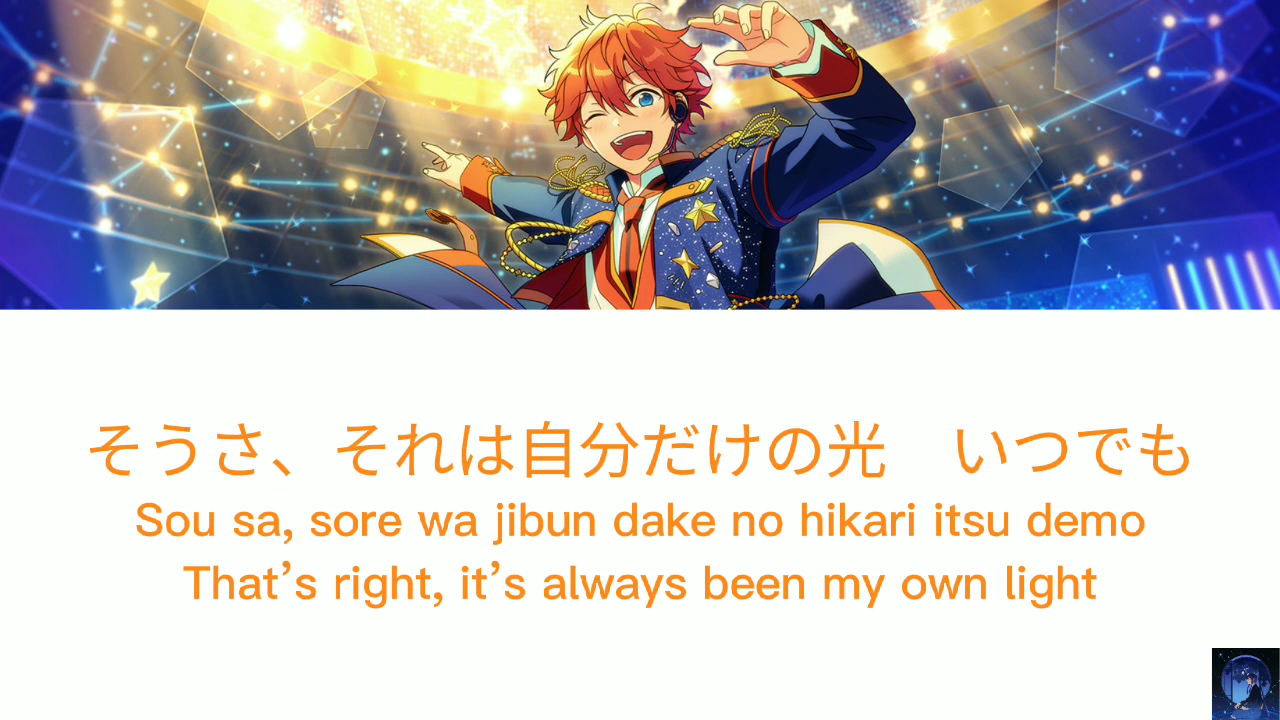 そうさ、それは自分だけの光　いつでも
Sou sa, sore wa jibun dake no hikari itsu demo
That’s right, it’s always been my own light